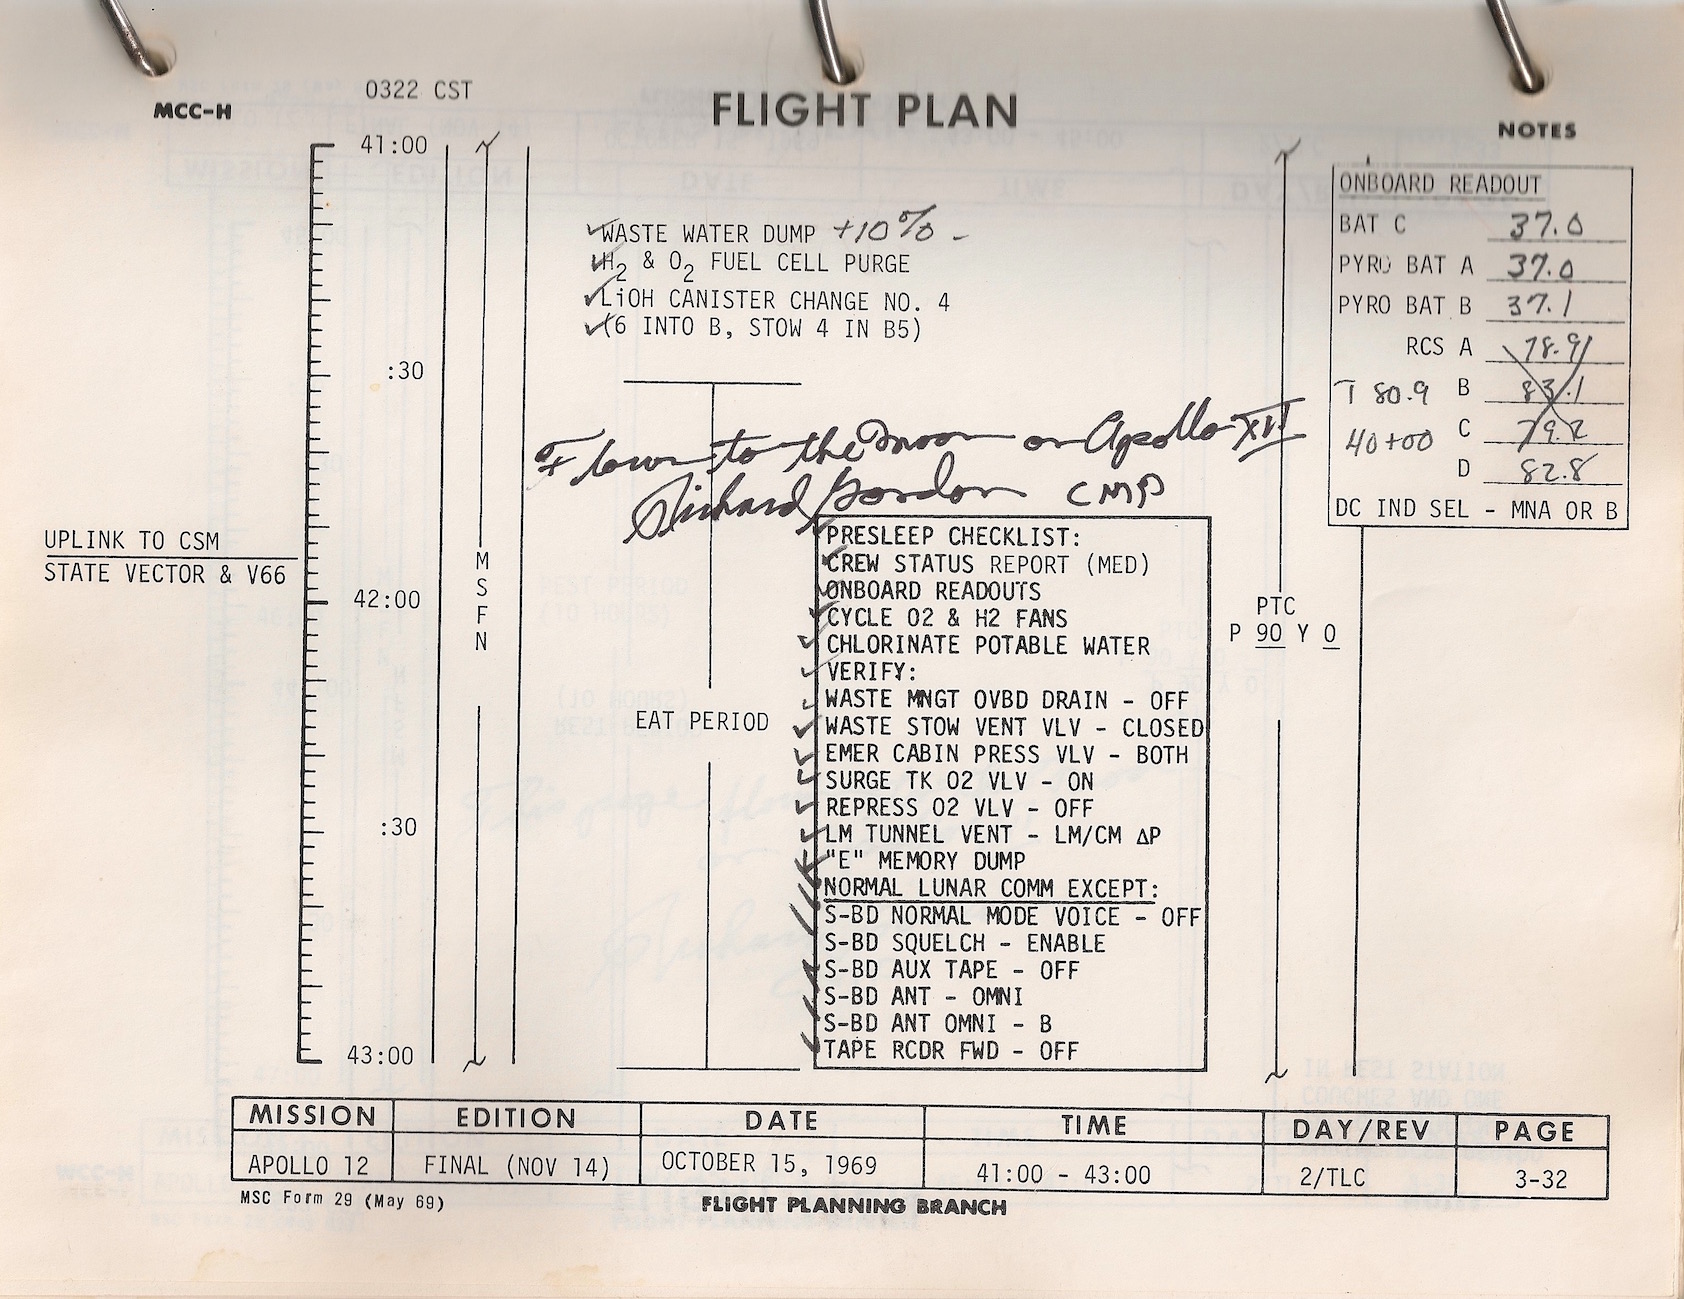 0322 CST
MCC-H
FLIGHT PLAN
NOTES
41:00
:30
42:00
:30
43:00
UPLINK TO CSM
STATE VECTOR & V66
M
S
F
N
WASTE WATER DUMP +10% -
H2 & O2 FUEL CELL PURGE
LiOH CANISTER CHANGE NO. 4
(6 INTO B, STOW 4 IN B5)
Flown to the Moon on Apollo XII
Richard Gordon CMP
EAT PERIOD
PRESLEEP CHECKLIST:
CREW STATUS REPORT (MED)
ONBOARD READOUTS
CYCLE O2 & H2 FANS
CHLORINATE POTABLE WATER
VERIFY:
WASTE MNGT OVBD DRAIN - OFF
WASTE STOW VENT VLV - CLOSED
EMER CABIN PRESS VLV - BOTH
SURGE TK O2 VLV - ON
REPRESS O2 VLV - OFF
LM TUNNEL VENT - LM/CM ΔP
"E" MEMORY DUMP
NORMAL LUNAR COMM EXCEPT:
S-BD NORMAL MODE VOICE - OFF
S-BD SQUELCH - ENABLE
S-BD AUX TAPE - OFF
S-BD ANT - OMNI
S-BD ANT OMNI - B
TAPE RCDR FWD - OFF
PTC
P 90 Y 0
ONBOARD READOUT
BAT C 37.0
PYRO BAT A 37.0
PYRO BAT B 37.1
RCS A 78.9
T 80.9 B 83.1
40+00 C 79.2
D 82.8
DC IND SEL - MNA OR B
MISSION EDITION DATE TIME DAY/REV PAGE
APOLLO 12 FINAL (NOV 14) OCTOBER 15, 1969 41:00 - 43:00 2/TLC 3-32
MSC Form 29 (May 69) FLIGHT PLANNING BRANCH